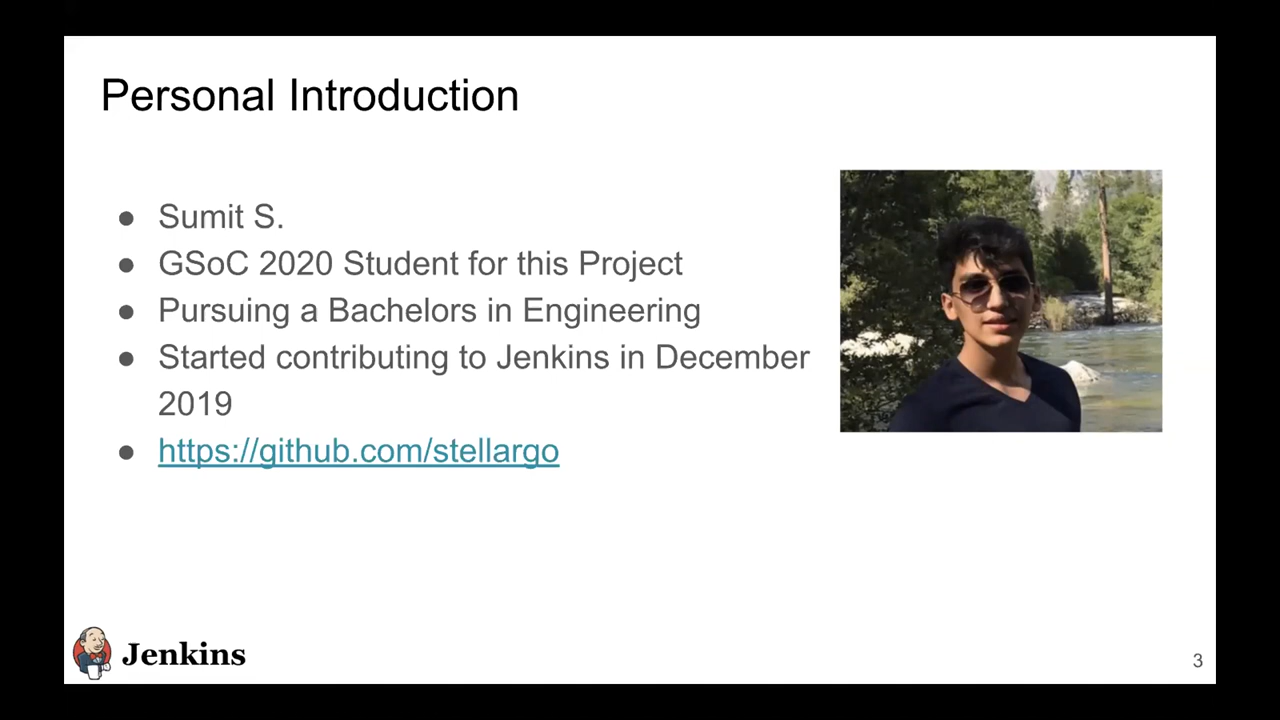 Personal Introduction
● Sumit S.
● GSoC 2020 Student for this Project
● Pursuing a Bachelors in Engineering
● Started contributing to Jenkins in December
2019
● https://github.com/stellargo
Jenkins
3